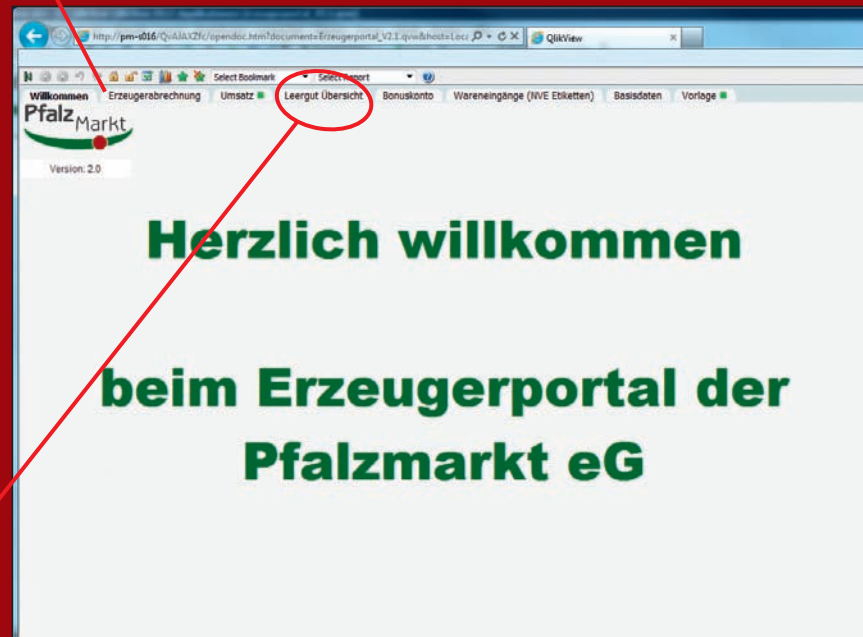 http://pm-s016/QvAJAXZfc/opendoc.htm?document=Erzeugerportal_V2.1.qvw&host=Loci
QlikView
Select Bookmark Select Report
Willkommen Erzeugerabrechnung Umsatz Leergut Übersicht Bonuskonto Wareneingänge (NVE Etiketten) Basisdaten Vorlage
Pfalz
Markt
Version: 2.0
Herzlich willkommen
beim Erzeugerportal der
Pfalzmarkt eG